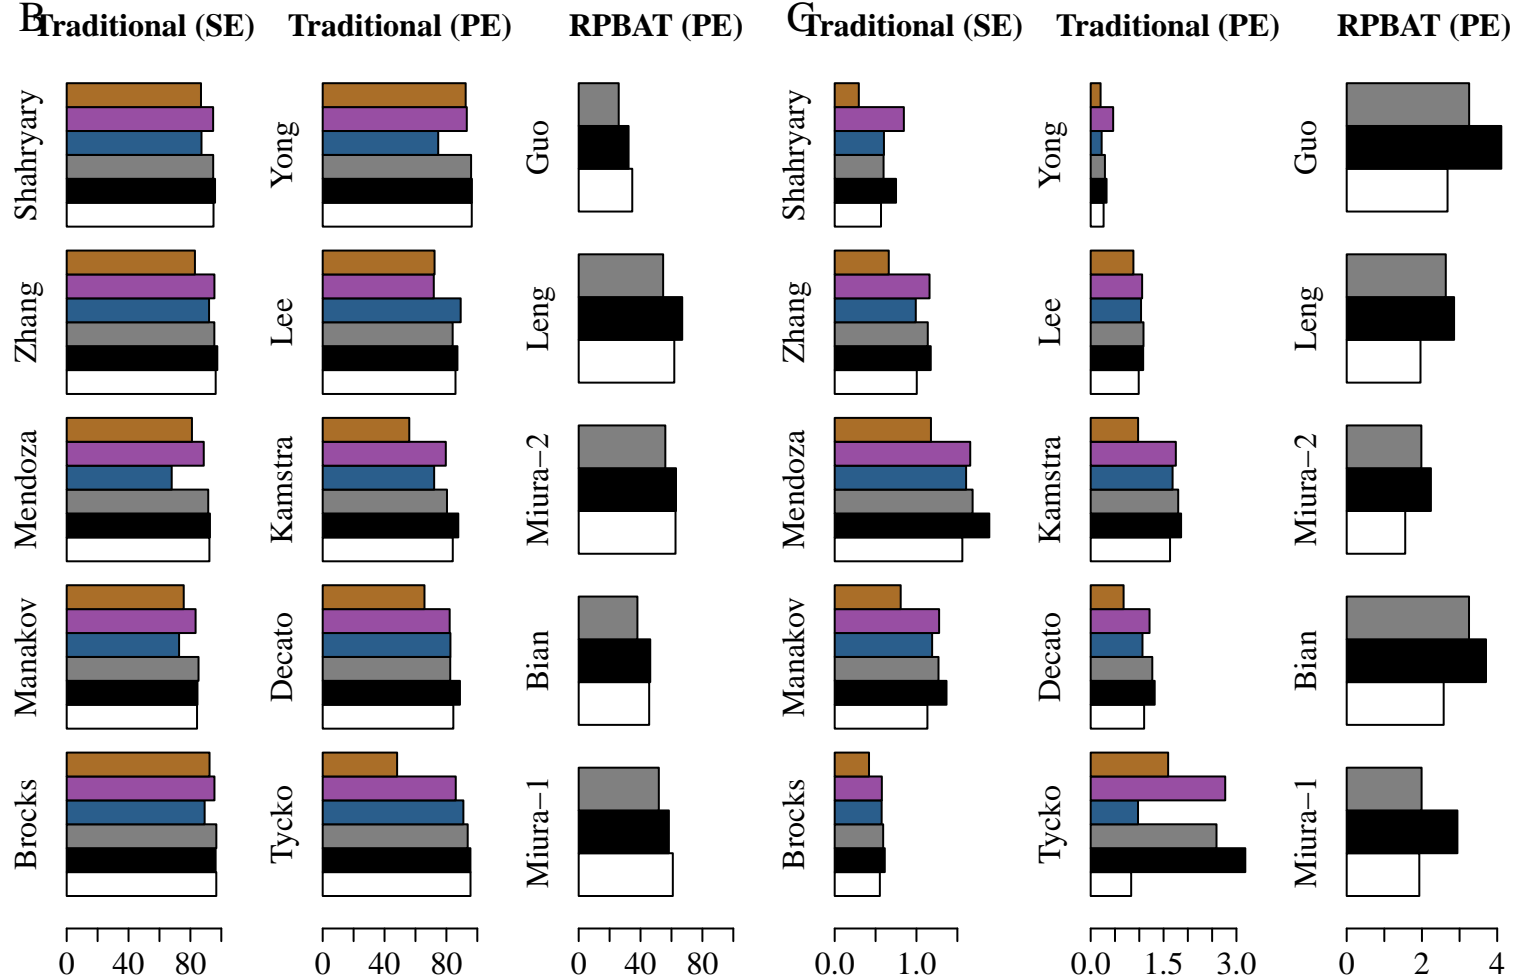 B Traditional (SE) Traditional (PE) RPBAT (PE) C Traditional (SE) Traditional (PE) RPBAT (PE)
Shahryary Yong Guo Shahryary Yong Guo
Zhang Lee Leng Zhang Lee Leng
Mendoza Kamstra Miura−2 Mendoza Kamstra Miura−2
Manakov Decato Bian Manakov Decato Bian
Brocks Tycko Miura−1 Brocks Tycko Miura−1
0 40 80 0 40 80 0 40 80 0.0 1.0 0.0 1.5 3.0 0 2 4